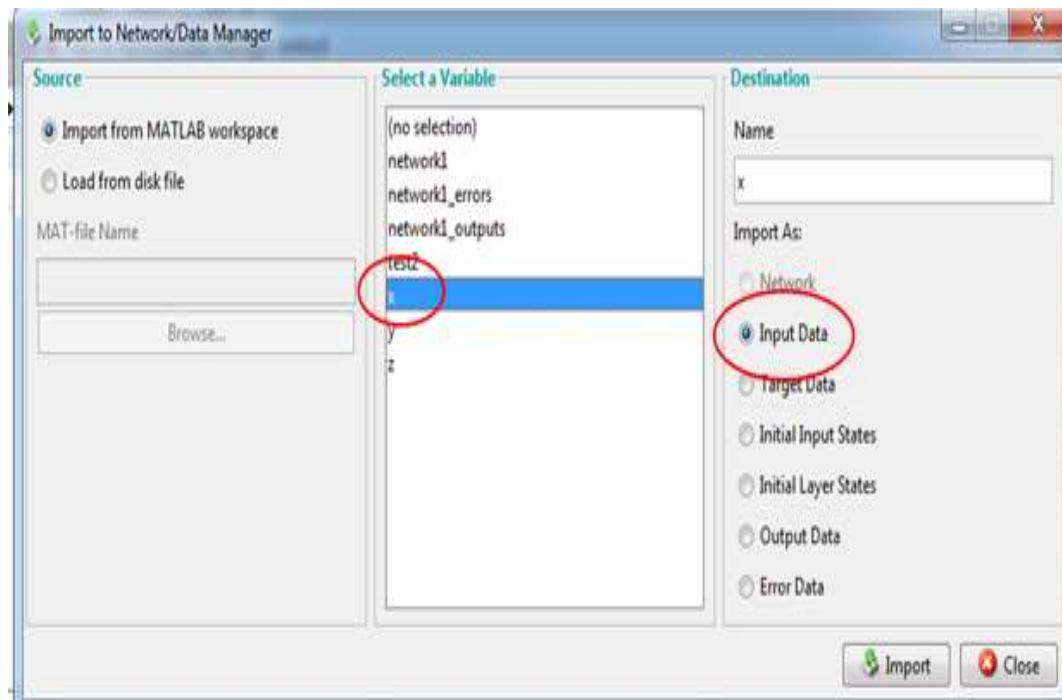 Import to Network/Data Manager
Source
Import from MATLAB workspace
Load from disk file
MAT-file Name
Browse...
Select a Variable
(no selection)
network1
network1_errors
network1_outputs
test2
x
y
z
Destination
Name
x
Import As:
Network
Input Data
Target Data
Initial Input States
Initial Layer States
Output Data
Error Data
Import
Close